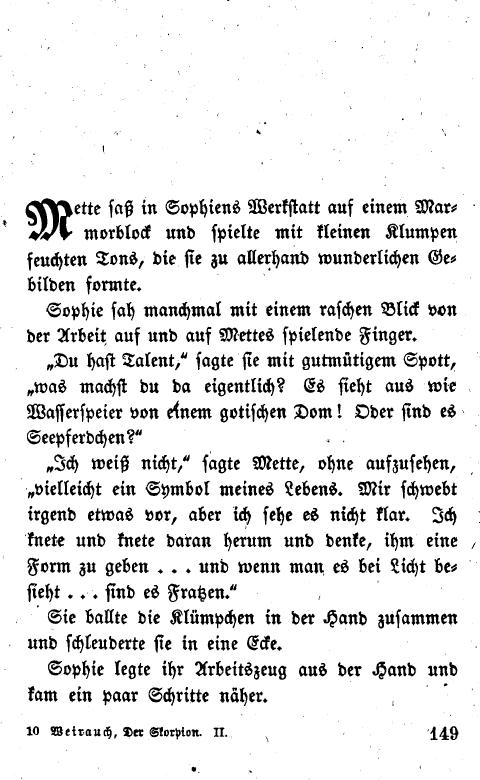 Mette saß in Sophiens Werkstatt auf einem Mar-
morblock und spielte mit kleinen Klumpen
feuchten Tons, die sie zu allerhand wunderlichen Ge-
bilden formte.
Sophie sah manchmal mit einem raschen Blick von
der Arbeit auf und auf Mettes spielende Finger.
„Du hast Talent,“ sagte sie mit gutmütigem Spott,
„was machst du da eigentlich? Es sieht aus wie
Wasserspeier von einem gotischen Dom! Oder sind es
Seepferdchen?“
„Ich weiß nicht,“ sagte Mette, ohne aufzusehen,
„vielleicht ein Symbol meines Lebens. Mir schwebt
irgend etwas vor, aber ich sehe es nicht klar. Ich
knete und knete daran herum und denke, ihm eine
Form zu geben . . . und wenn man es bei Licht be-
sieht . . . sind es Fratzen.“
Sie ballte die Klümpchen in der Hand zusammen
und schleuderte sie in eine Ecke.
Sophie legte ihr Arbeitszeug aus der Hand und
kam ein paar Schritte näher.
10 Weirauch, Der Skorpion. II. 149